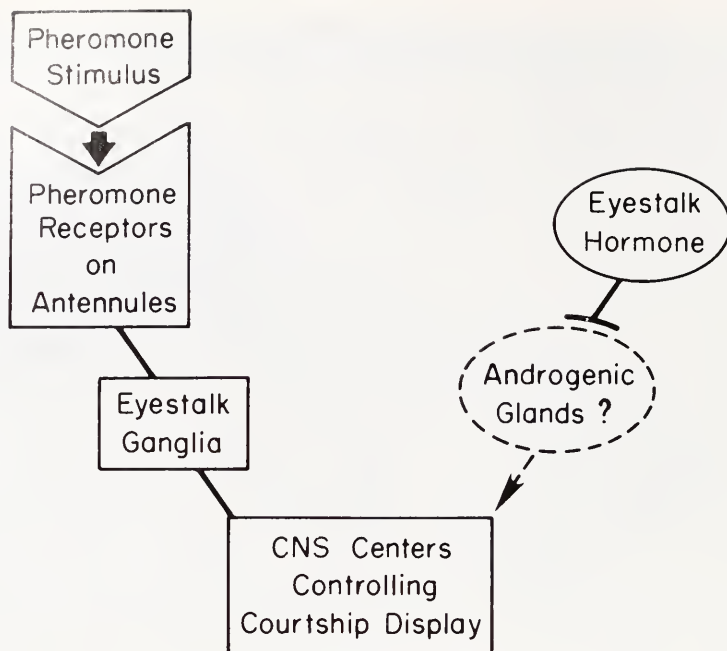 Pheromone
Stimulus
Pheromone
Receptors
on
Antennules
Eyestalk
Ganglia
Eyestalk
Hormone
Androgenic
Glands ?
CNS Centers
Controlling
Courtship Display